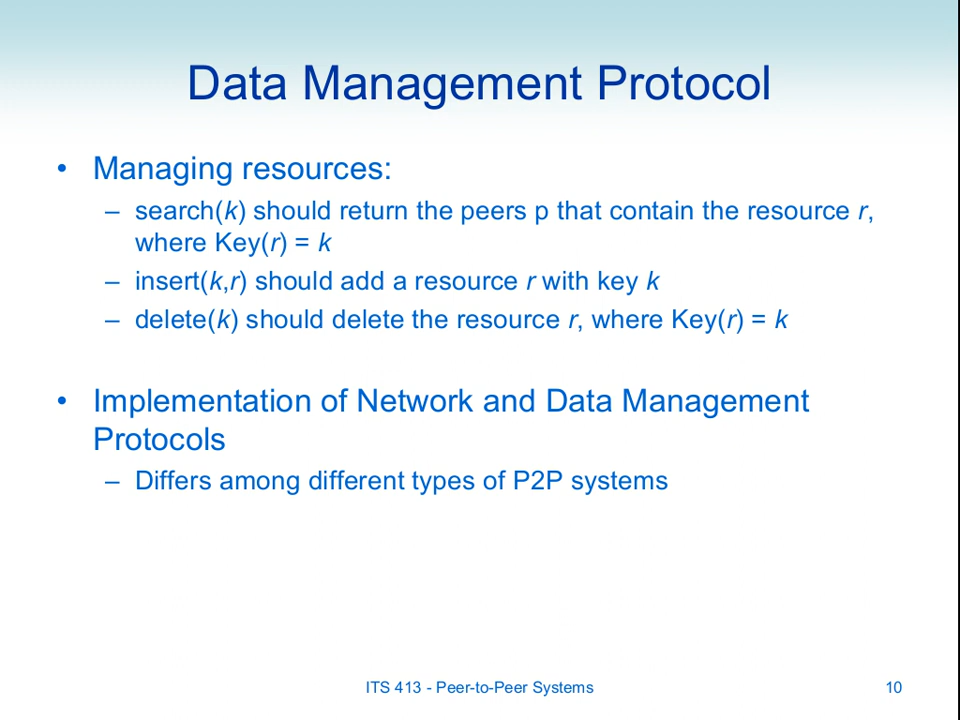 Data Management Protocol
• Managing resources:
– search(k) should return the peers p that contain the resource r,
where Key(r) = k
– insert(k,r) should add a resource r with key k
– delete(k) should delete the resource r, where Key(r) = k
• Implementation of Network and Data Management
Protocols
– Differs among different types of P2P systems
ITS 413 - Peer-to-Peer Systems
10